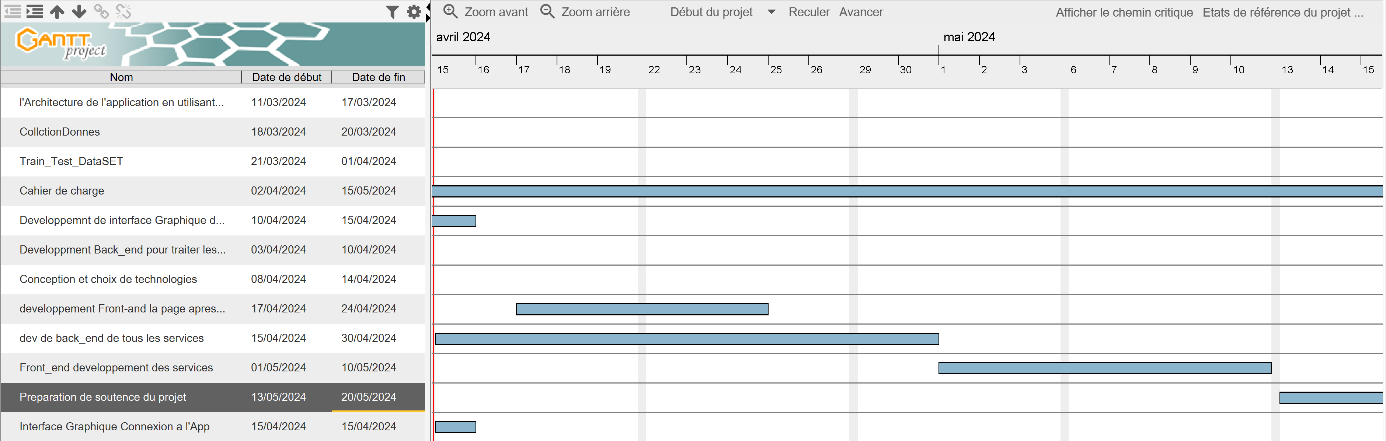 Zoom avant Zoom arrière Début du projet Reculer Avancer Afficher le chemin critique Etats de référence du projet ...
GANTT
project
avril 2024 mai 2024
Nom Date de début Date de fin
15 16 17 18 19 22 23 24 25 26 29 30 1 2 3 6 7 8 9 10 13 14 15
l'Architecture de l'application en utilisant... 11/03/2024 17/03/2024
CollctionDonnes 18/03/2024 20/03/2024
Train_Test_DataSET 21/03/2024 01/04/2024
Cahier de charge 02/04/2024 15/05/2024
Developpemnt de interface Graphique d... 10/04/2024 15/04/2024
Developpment Back_end pour traiter les... 03/04/2024 10/04/2024
Conception et choix de technologies 08/04/2024 14/04/2024
developpement Front-and la page apres... 17/04/2024 24/04/2024
dev de back_end de tous les services 15/04/2024 30/04/2024
Front_end developpement des services 01/05/2024 10/05/2024
Preparation de soutence du projet 13/05/2024 20/05/2024
Interface Graphique Connexion a l'App 15/04/2024 15/04/2024